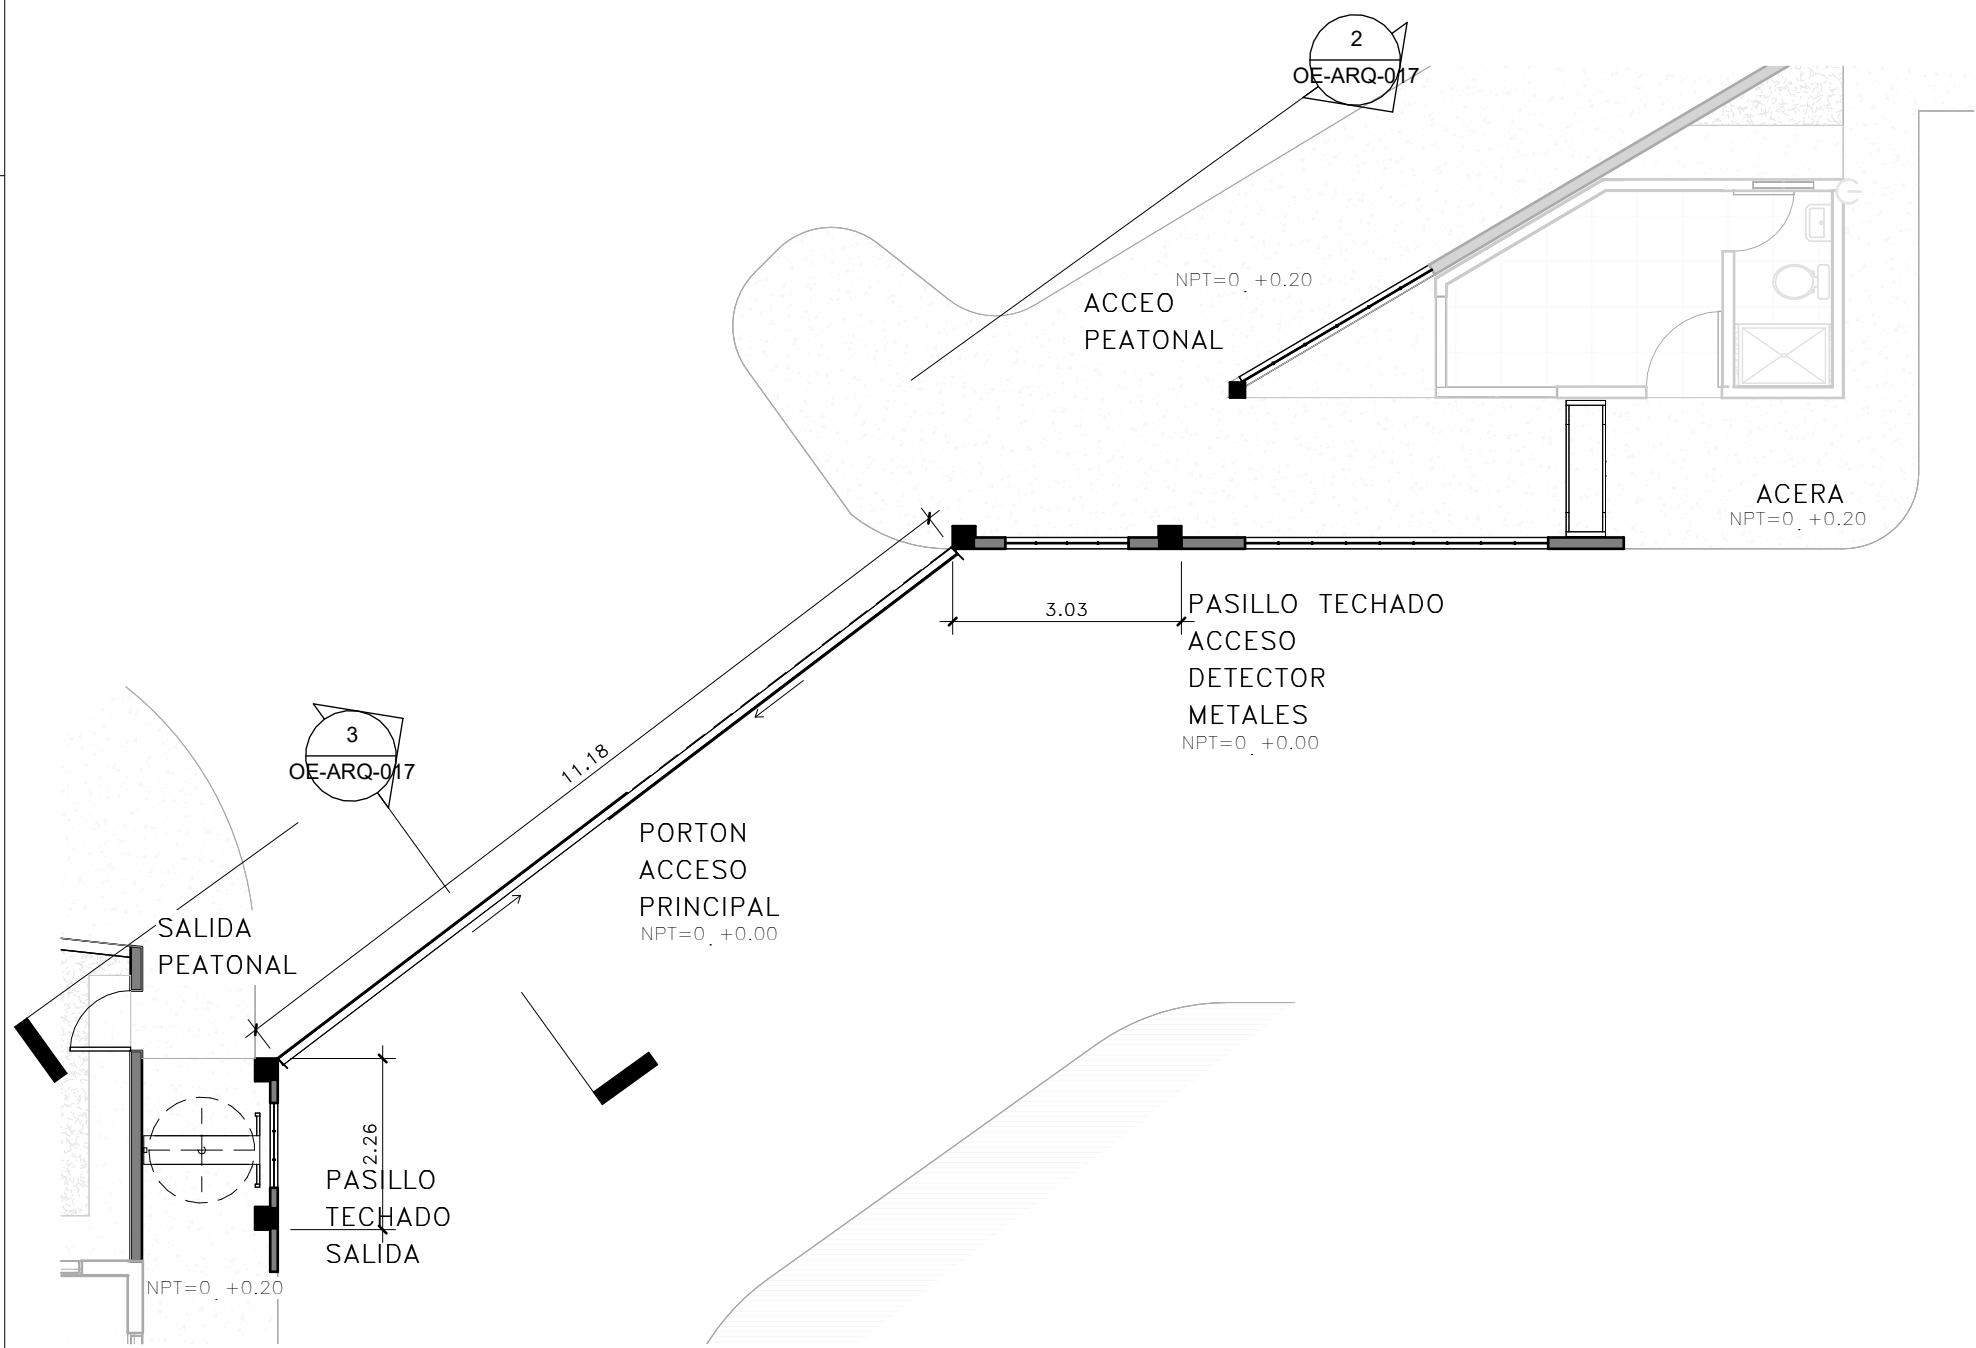 2
OE-ARQ-017
NPT=0 +0.20
ACCEO
PEATONAL
ACERA
NPT=0 +0.20
3.03
PASILLO TECHADO
ACCESO
DETECTOR
METALES
NPT=0 +0.00
3
OE-ARQ-017
11.18
PORTON
ACCESO
PRINCIPAL
NPT=0 +0.00
SALIDA
PEATONAL
2.26
PASILLO
TECHADO
SALIDA
NPT=0 +0.20